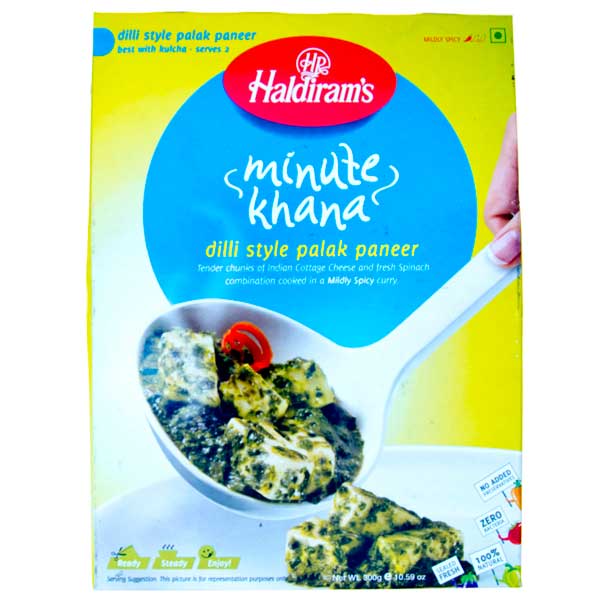 dilli style palak paneer
best with kulcha - serves 2
MILDLY SPICY
HR
Haldiram's
minute
khana
dilli style palak paneer
Tender chunks of Indian Cottage Cheese and fresh Spinach
combination cooked in a Mildly Spicy curry.
NO ADDED
PRESERVATIVES
ZERO
BACTERIA
100%
NATURAL
SEALED
FRESH
Ready Steady Enjoy!
Serving Suggestion. This picture is for representation purposes only
Net Wt. 300g e 10.59 oz